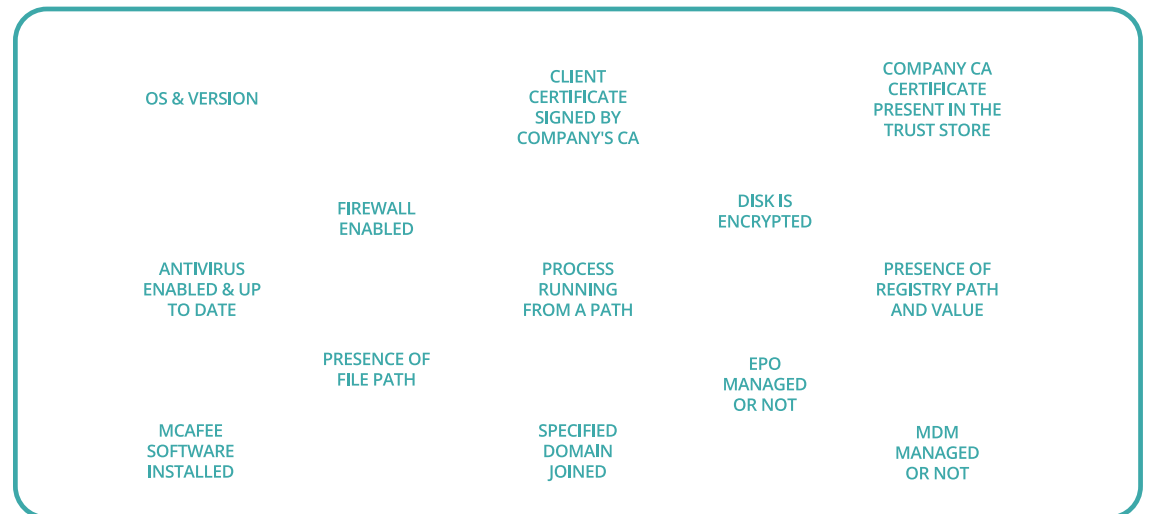 OS & VERSION
CLIENT
CERTIFICATE
SIGNED BY
COMPANY'S CA
COMPANY CA
CERTIFICATE
PRESENT IN THE
TRUST STORE
FIREWALL
ENABLED
DISK IS
ENCRYPTED
ANTIVIRUS
ENABLED & UP
TO DATE
PROCESS
RUNNING
FROM A PATH
PRESENCE OF
REGISTRY PATH
AND VALUE
PRESENCE OF
FILE PATH
EPO
MANAGED
OR NOT
MCAFEE
SOFTWARE
INSTALLED
SPECIFIED
DOMAIN
JOINED
MDM
MANAGED
OR NOT